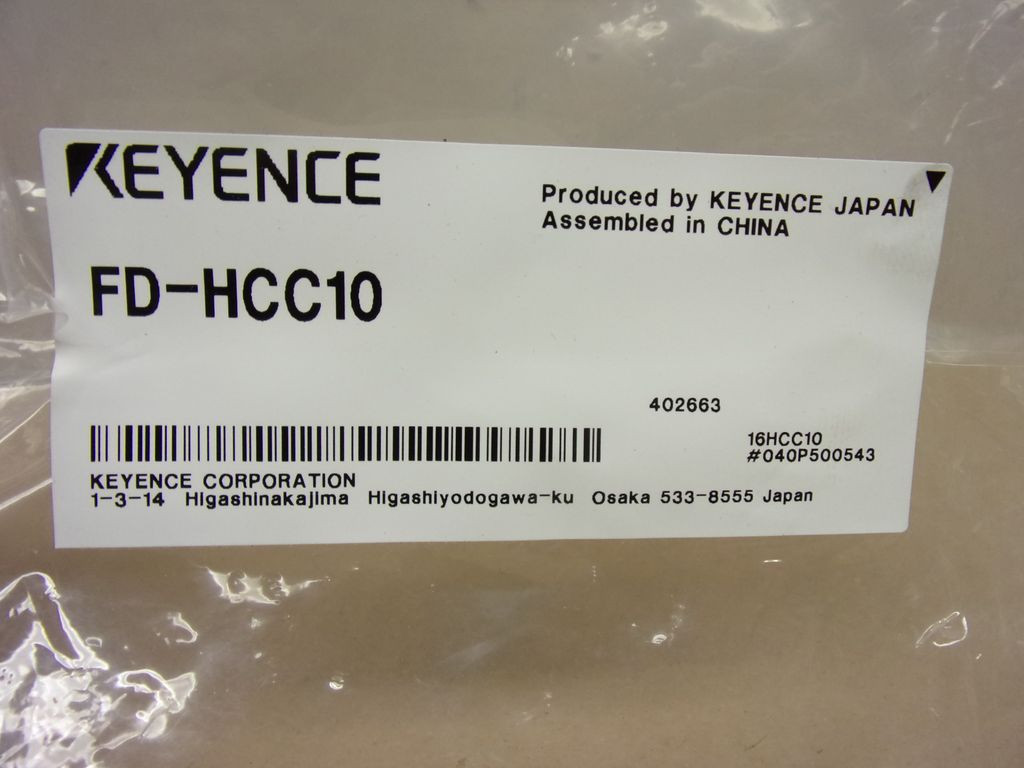 KEYENCE
Produced by KEYENCE JAPAN
Assembled in CHINA
FD-HCC10
402663
16HCC10
#040P500543
KEYENCE CORPORATION
1-3-14 Higashinakajima Higashiyodogawa-ku Osaka 533-8555 Japan